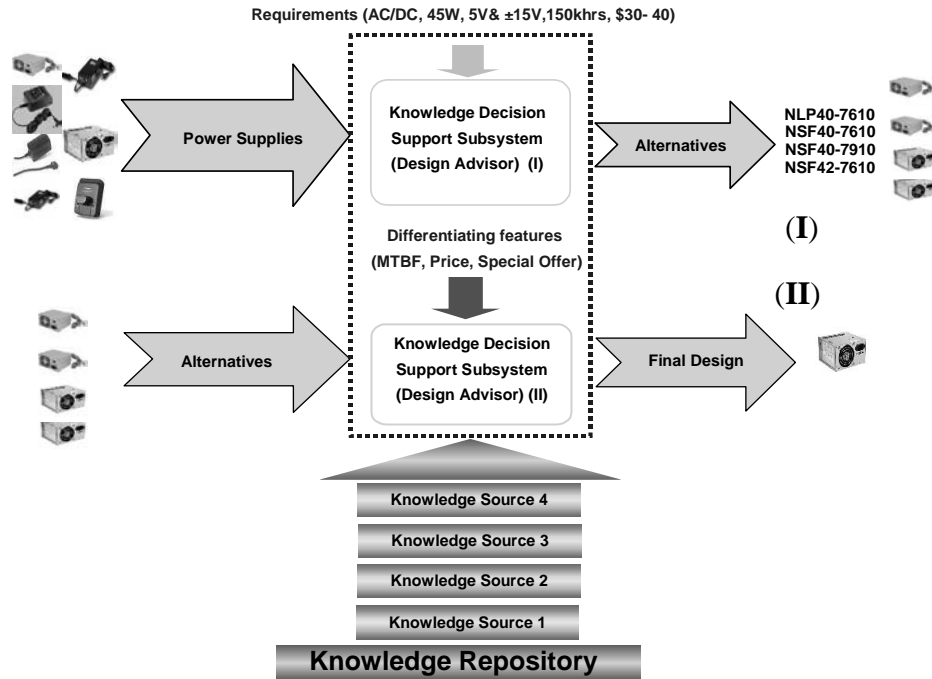 Requirements (AC/DC, 45W, 5V& ±15V,150khrs, $30- 40)
Power Supplies
Knowledge Decision
Support Subsystem
(Design Advisor) (I)
Alternatives
NLP40-7610
NSF40-7610
NSF40-7910
NSF42-7610
(I)
Differentiating features
(MTBF, Price, Special Offer)
(II)
Alternatives
Knowledge Decision
Support Subsystem
(Design Advisor) (II)
Final Design
Knowledge Source 4
Knowledge Source 3
Knowledge Source 2
Knowledge Source 1
Knowledge Repository